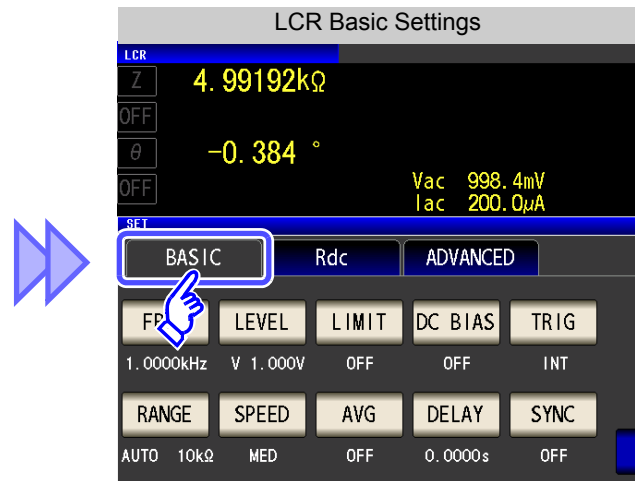 LCR Basic Settings
LCR
Z 4.99192kΩ
OFF
θ -0.384 °
OFF
Vac 998.4mV
Iac 200.0µA
SET
BASIC Rdc ADVANCED
LEVEL LIMIT DC BIAS TRIG
1.0000kHz V 1.000V OFF OFF INT
RANGE SPEED AVG DELAY SYNC
AUTO 10kΩ MED OFF 0.0000s OFF